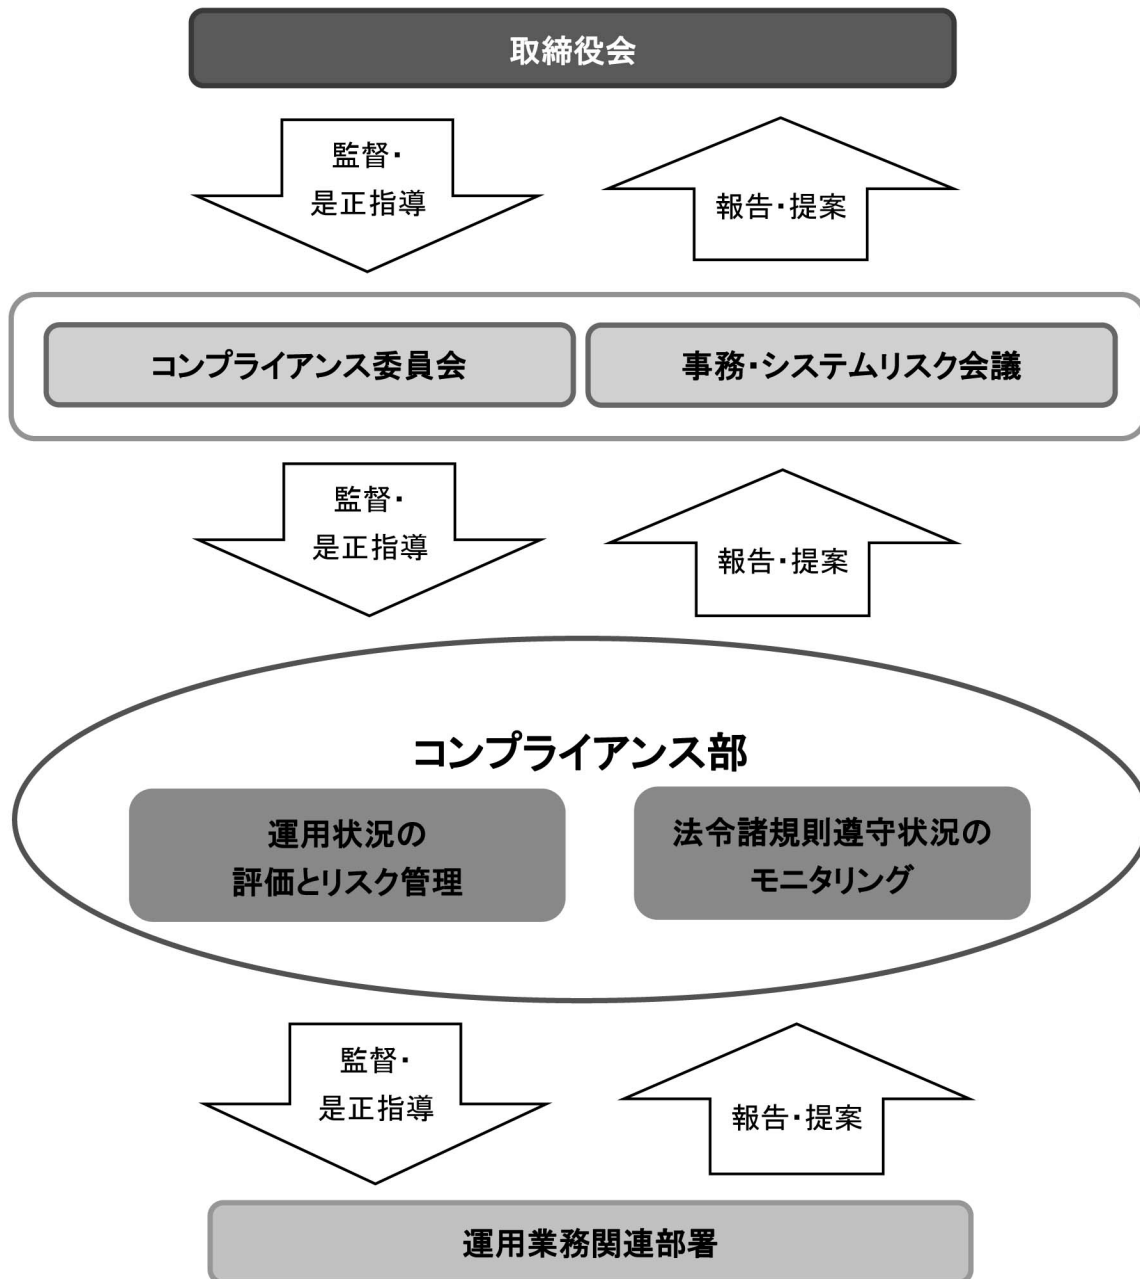 取締役会
監督・
是正指導
報告・提案
コンプライアンス委員会
事務・システムリスク会議
監督・
是正指導
報告・提案
コンプライアンス部
運用状況の
評価とリスク管理
法令諸規則遵守状況の
モニタリング
監督・
是正指導
報告・提案
運用業務関連部署